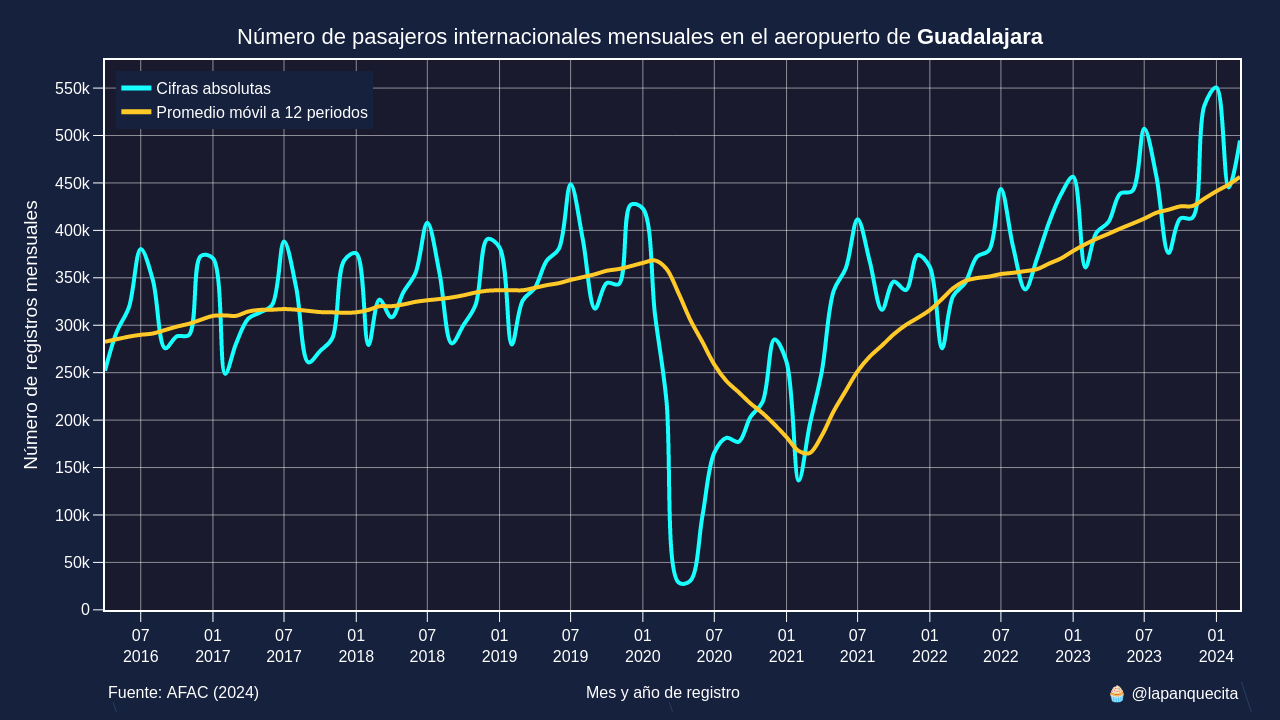 Número de pasajeros internacionales mensuales en el aeropuerto de Guadalajara
Cifras absolutas
Promedio móvil a 12 periodos
Número de registros mensuales
550k
500k
450k
400k
350k
300k
250k
200k
150k
100k
50k
0
07 01 07 01 07 01 07 01 07 01 07 01 07 01 07 01
2016 2017 2017 2018 2018 2019 2019 2020 2020 2021 2021 2022 2022 2023 2023 2024
Fuente: AFAC (2024)
Mes y año de registro
🧁 @lapanquecita